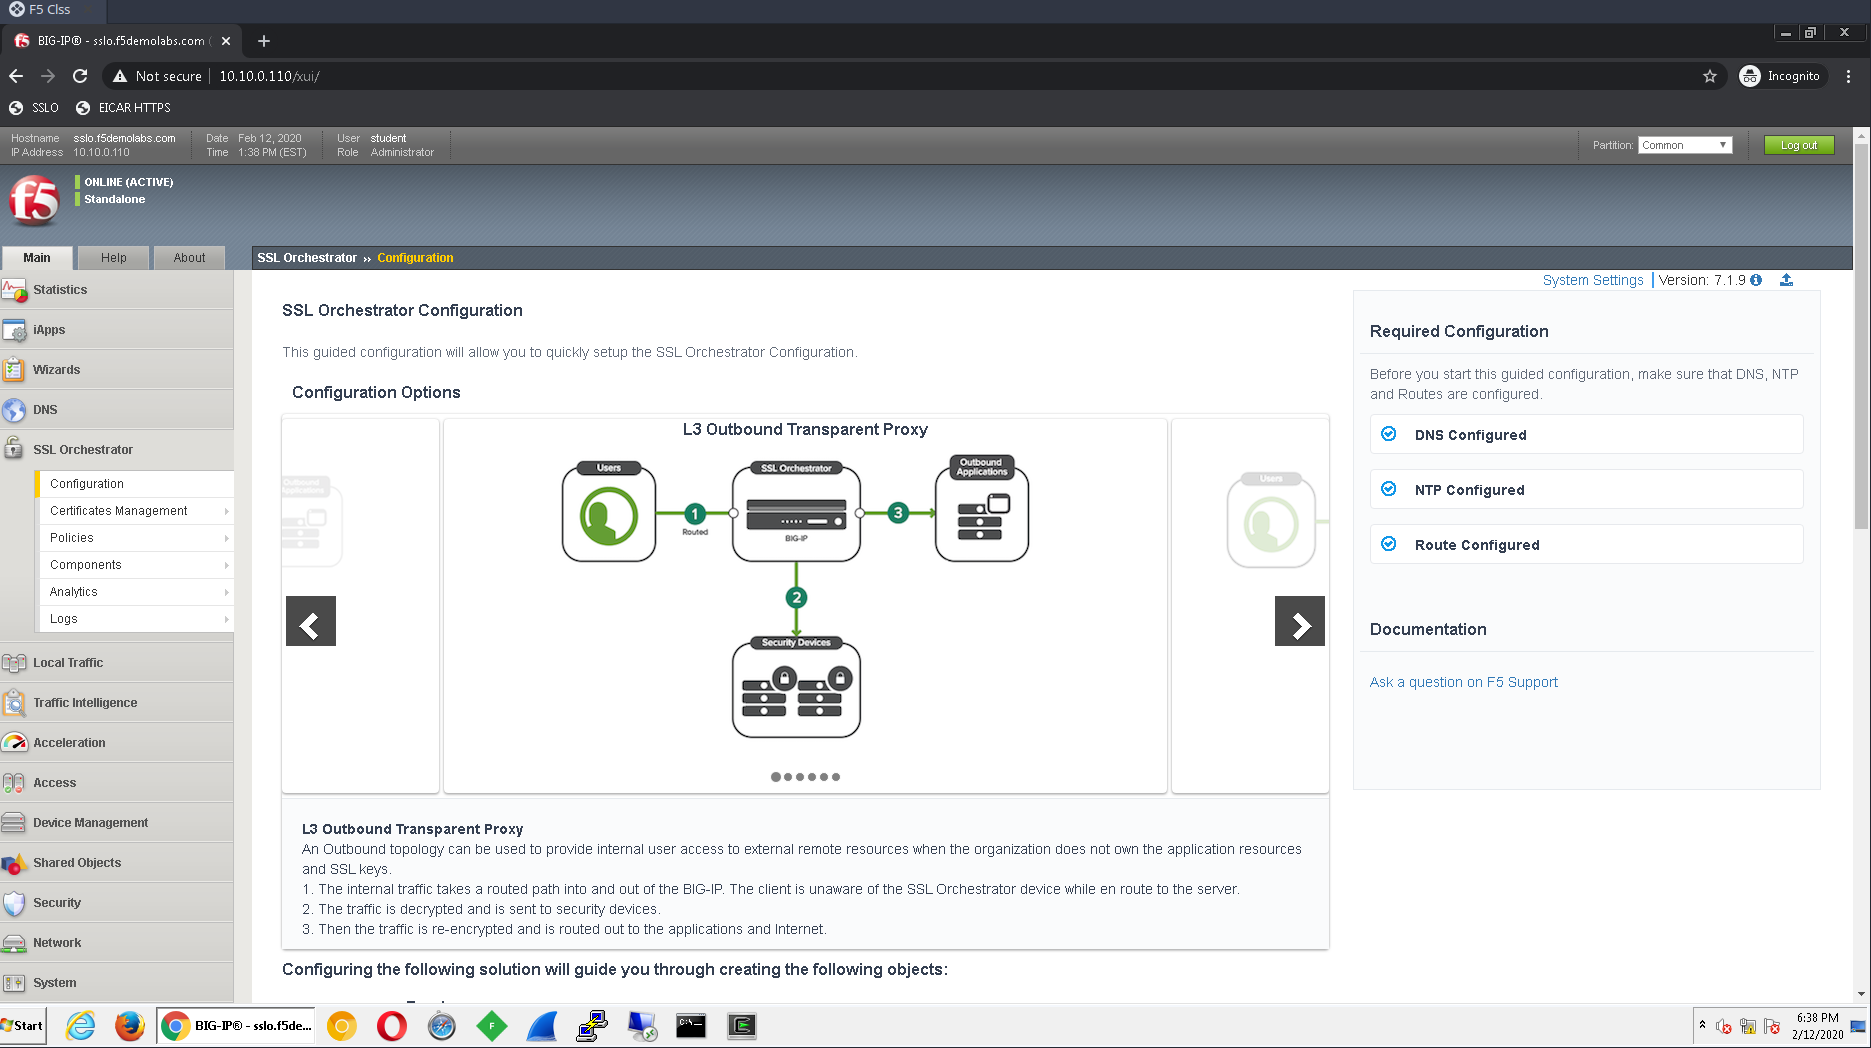 F5 Clss
BIG-IP® - sslo.f5demolabs.com (
Not secure
10.10.0.110/xui/
Incognito
SSLO
EICAR HTTPS
Hostname sslo.f5demolabs.com
IP Address 10.10.0.110
Date Feb 12, 2020
Time 1:38 PM (EST)
User student
Role Administrator
Partition: Common
Log out
f5
ONLINE (ACTIVE)
Standalone
Main
Help
About
SSL Orchestrator ›› Configuration
Statistics
iApps
Wizards
DNS
SSL Orchestrator
Configuration
Certificates Management
Policies
Components
Analytics
Logs
Local Traffic
Traffic Intelligence
Acceleration
Access
Device Management
Shared Objects
Security
Network
System
System Settings
Version: 7.1.9
SSL Orchestrator Configuration
This guided configuration will allow you to quickly setup the SSL Orchestrator Configuration.
Configuration Options
L3 Outbound Transparent Proxy
Outbound
Applications
Users
1
Routed
SSL Orchestrator
BIG-IP
3
Outbound
Applications
2
Security Devices
Users
L3 Outbound Transparent Proxy
An Outbound topology can be used to provide internal user access to external remote resources when the organization does not own the application resources
and SSL keys.
1. The internal traffic takes a routed path into and out of the BIG-IP. The client is unaware of the SSL Orchestrator device while en route to the server.
2. The traffic is decrypted and is sent to security devices.
3. Then the traffic is re-encrypted and is routed out to the applications and Internet.
Configuring the following solution will guide you through creating the following objects:
Required Configuration
Before you start this guided configuration, make sure that DNS, NTP
and Routes are configured.
DNS Configured
NTP Configured
Route Configured
Documentation
Ask a question on F5 Support
Start
BIG-IP® - sslo.f5de...
6:38 PM
2/12/2020